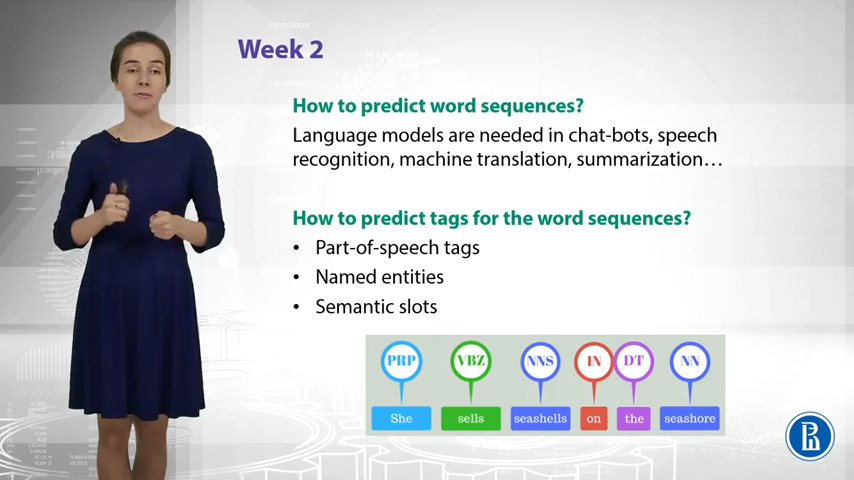 Week 2
How to predict word sequences?
Language models are needed in chat-bots, speech
recognition, machine translation, summarization…
How to predict tags for the word sequences?
• Part-of-speech tags
• Named entities
• Semantic slots
PRP VBZ NNS IN DT NN
She sells seashells on the seashore